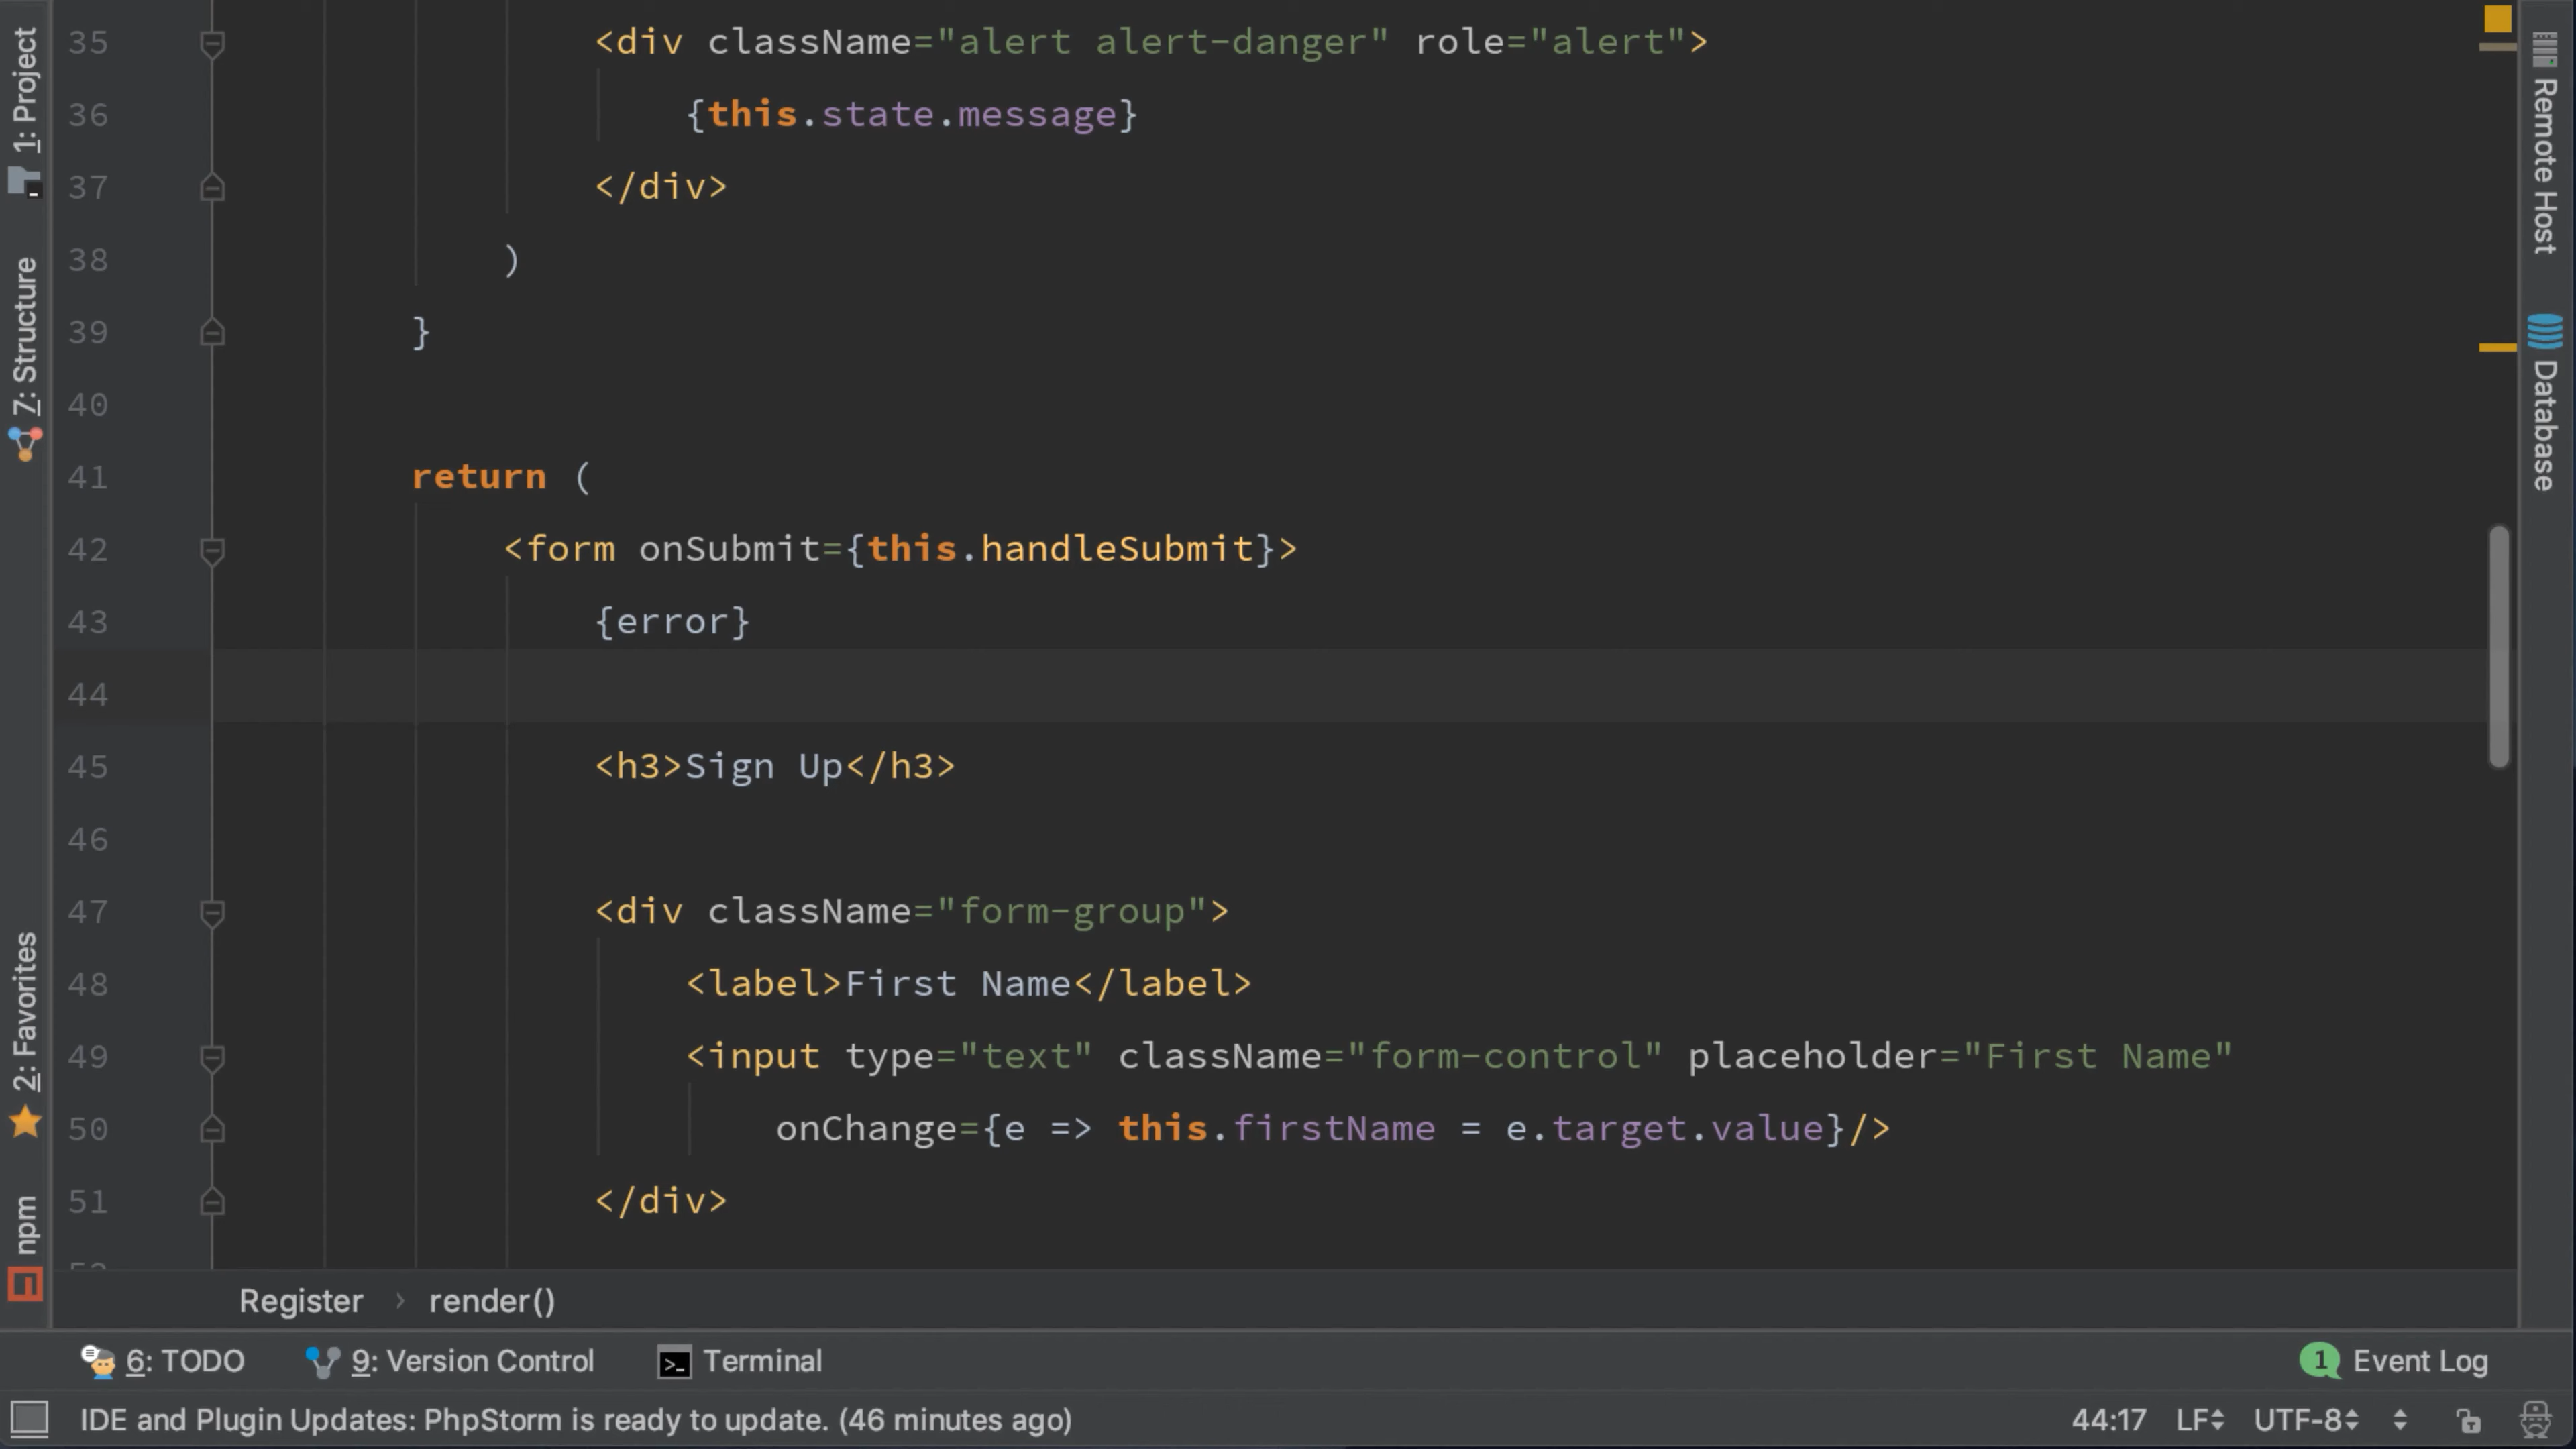 35 <div className="alert alert-danger" role="alert">
36 {this.state.message}
37 </div>
38 )
39 }
40
41 return (
42 <form onSubmit={this.handleSubmit}>
43 {error}
44
45 <h3>Sign Up</h3>
46
47 <div className="form-group">
48 <label>First Name</label>
49 <input type="text" className="form-control" placeholder="First Name"
50 onChange={e => this.firstName = e.target.value}/>
51 </div>
1: Project
7: Structure
2: Favorites
npm
Remote Host
Database
Register › render()
6: TODO 9: Version Control Terminal 1 Event Log
IDE and Plugin Updates: PhpStorm is ready to update. (46 minutes ago) 44:17 LF UTF-8